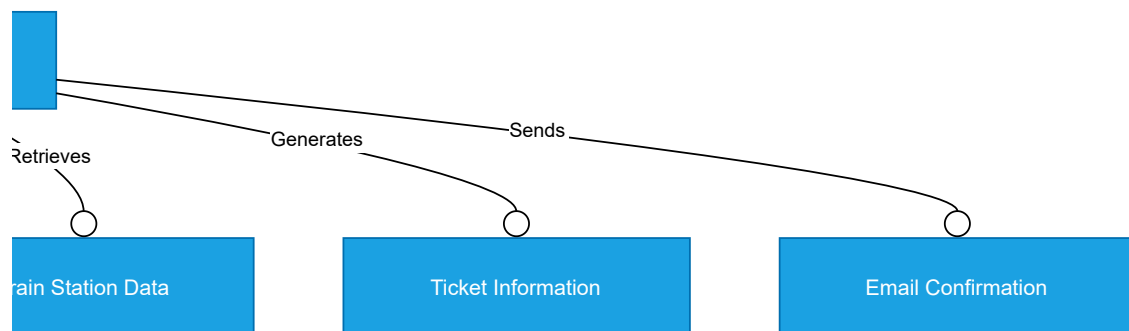 Sends
Generates
Retrieves
rain Station Data
Ticket Information
Email Confirmation